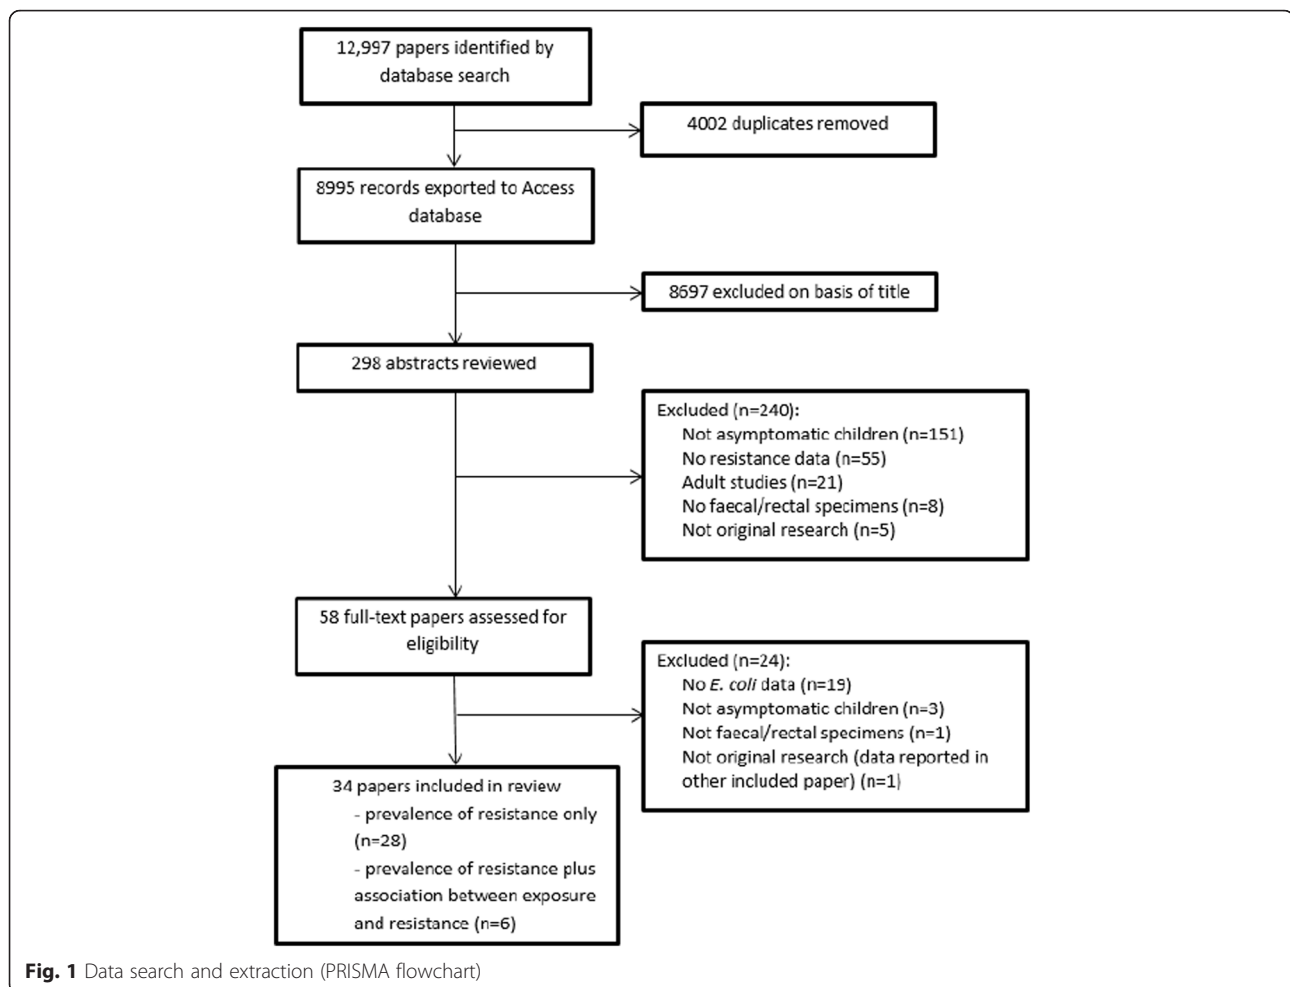 12,997 papers identified by
database search
4002 duplicates removed
8995 records exported to Access
database
8697 excluded on basis of title
298 abstracts reviewed
Excluded (n=240):
Not asymptomatic children (n=151)
No resistance data (n=55)
Adult studies (n=21)
No faecal/rectal specimens (n=8)
Not original research (n=5)
58 full-text papers assessed for
eligibility
Excluded (n=24):
No E. coli data (n=19)
Not asymptomatic children (n=3)
Not faecal/rectal specimens (n=1)
Not original research (data reported in
other included paper) (n=1)
34 papers included in review
- prevalence of resistance only
(n=28)
- prevalence of resistance plus
association between exposure
and resistance (n=6)
Fig. 1 Data search and extraction (PRISMA flowchart)